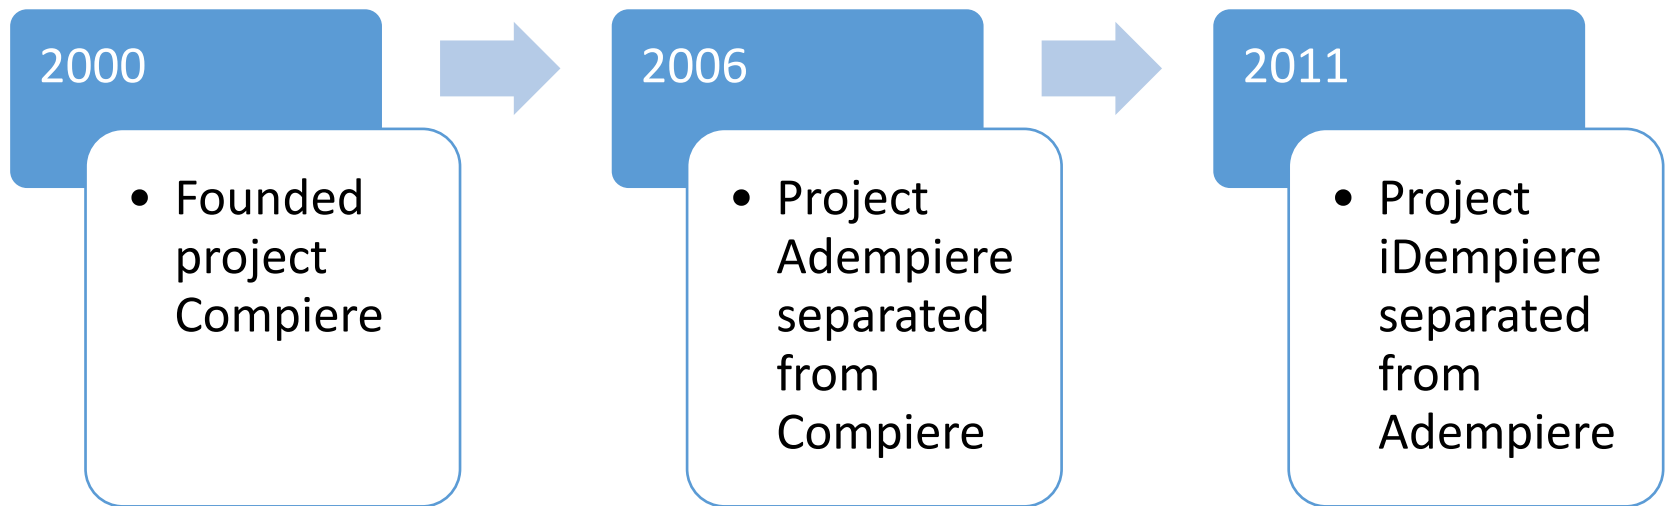 2000
• Founded
project
Compiere
2006
• Project
Adempiere
separated
from
Compiere
2011
• Project
iDempiere
separated
from
Adempiere